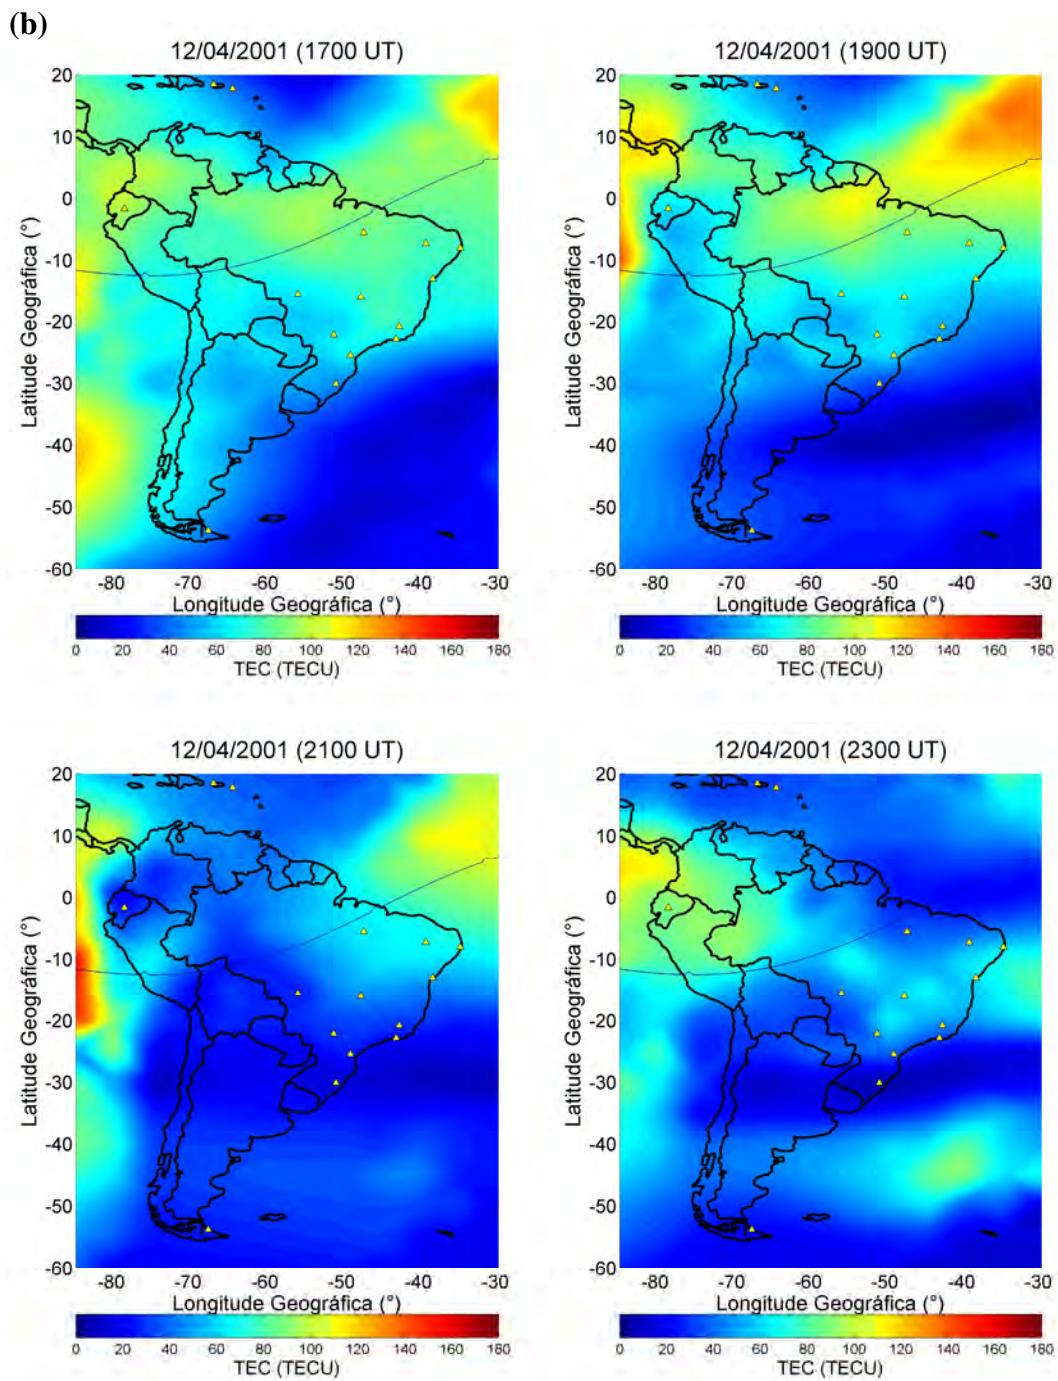 (b)
12/04/2001 (1700 UT)
20
10
0
-10
-20
-30
-40
-50
-60
Latitude Geográfica (°)
-80 -70 -60 -50 -40 -30
Longitude Geográfica (°)
0 20 40 60 80 100 120 140 160 180
TEC (TECU)
12/04/2001 (1900 UT)
20
10
0
-10
-20
-30
-40
-50
-60
Latitude Geográfica (°)
-80 -70 -60 -50 -40 -30
Longitude Geográfica (°)
0 20 40 60 80 100 120 140 160 180
TEC (TECU)
12/04/2001 (2100 UT)
20
10
0
-10
-20
-30
-40
-50
-60
Latitude Geográfica (°)
-80 -70 -60 -50 -40 -30
Longitude Geográfica (°)
0 20 40 60 80 100 120 140 160 180
TEC (TECU)
12/04/2001 (2300 UT)
20
10
0
-10
-20
-30
-40
-50
-60
Latitude Geográfica (°)
-80 -70 -60 -50 -40 -30
Longitude Geográfica (°)
0 20 40 60 80 100 120 140 160 180
TEC (TECU)